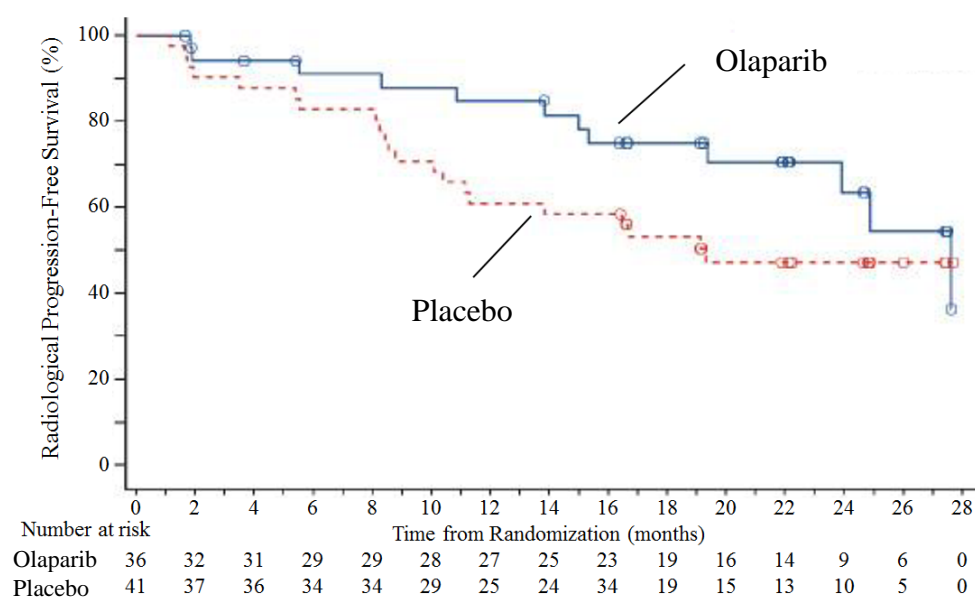 Radiological Progression-Free Survival (%)
100
80
60
40
20
0
Olaparib
Placebo
0 2 4 6 8 10 12 14 16 18 20 22 24 26 28
Number at risk
Time from Randomization (months)
Olaparib 36 32 31 29 29 28 27 25 23 19 16 14 9 6 0
Placebo 41 37 36 34 34 29 25 24 34 19 15 13 10 5 0